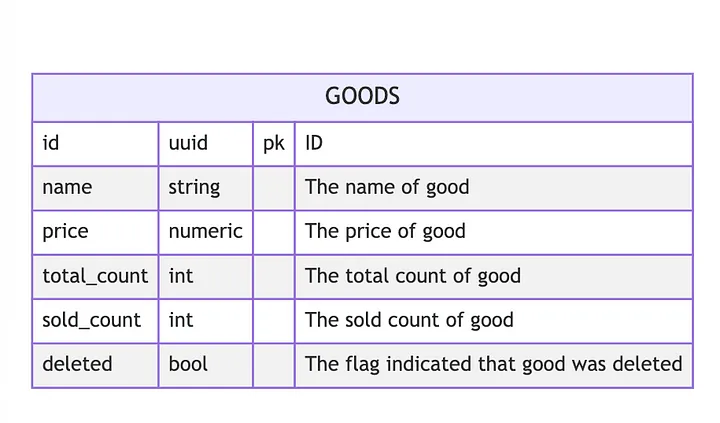 GOODS
id uuid pk ID
name string The name of good
price numeric The price of good
total_count int The total count of good
sold_count int The sold count of good
deleted bool The flag indicated that good was deleted